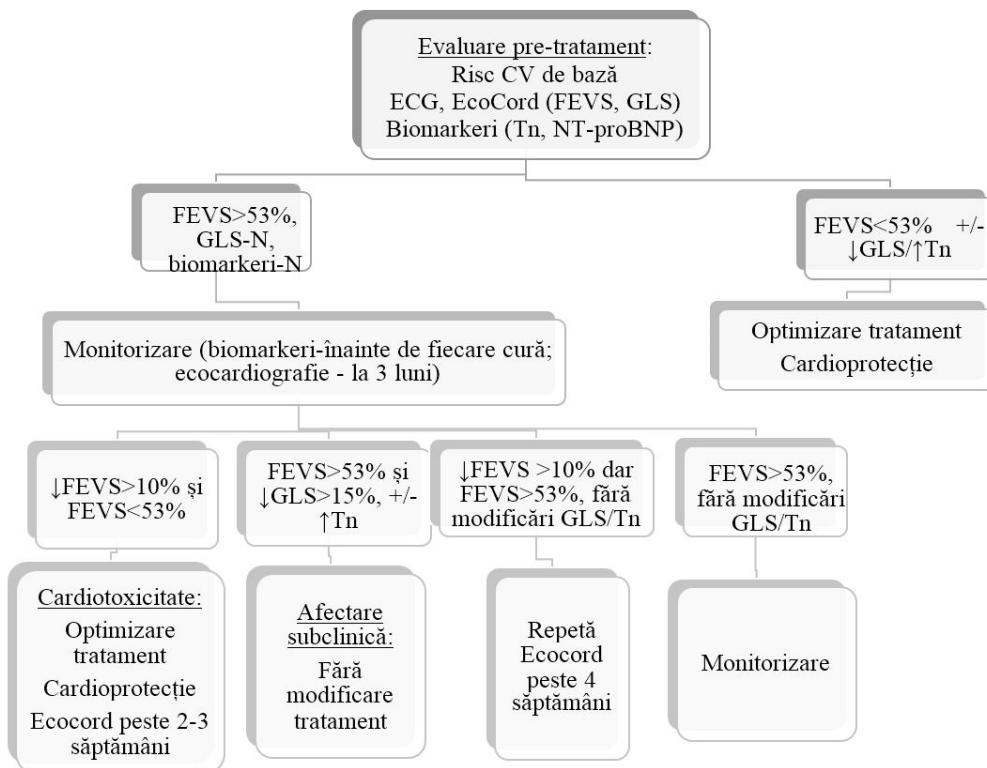 Evaluare pre-tratament:
Risc CV de bază
ECG, EcoCord (FEVS, GLS)
Biomarkeri (Tn, NT-proBNP)
FEVS>53%,
GLS-N,
biomarkeri-N
FEVS<53% +/-
↓GLS/↑Tn
Monitorizare (biomarkeri-înainte de fiecare cură;
ecocardiografie - la 3 luni)
Optimizare tratament
Cardioprotecție
↓FEVS>10% și
FEVS<53%
FEVS>53% și
↓GLS>15%, +/-
↑Tn
↓FEVS >10% dar
FEVS>53%, fără
modificări GLS/Tn
FEVS>53%,
fără modificări
GLS/Tn
Cardiotoxicitate:
Optimizare
tratament
Cardioprotecție
Ecocord peste 2-3
săptămâni
Afectare
subclinică:
Fără
modificare
tratament
Repetă
Ecocord
peste 4
săptămâni
Monitorizare